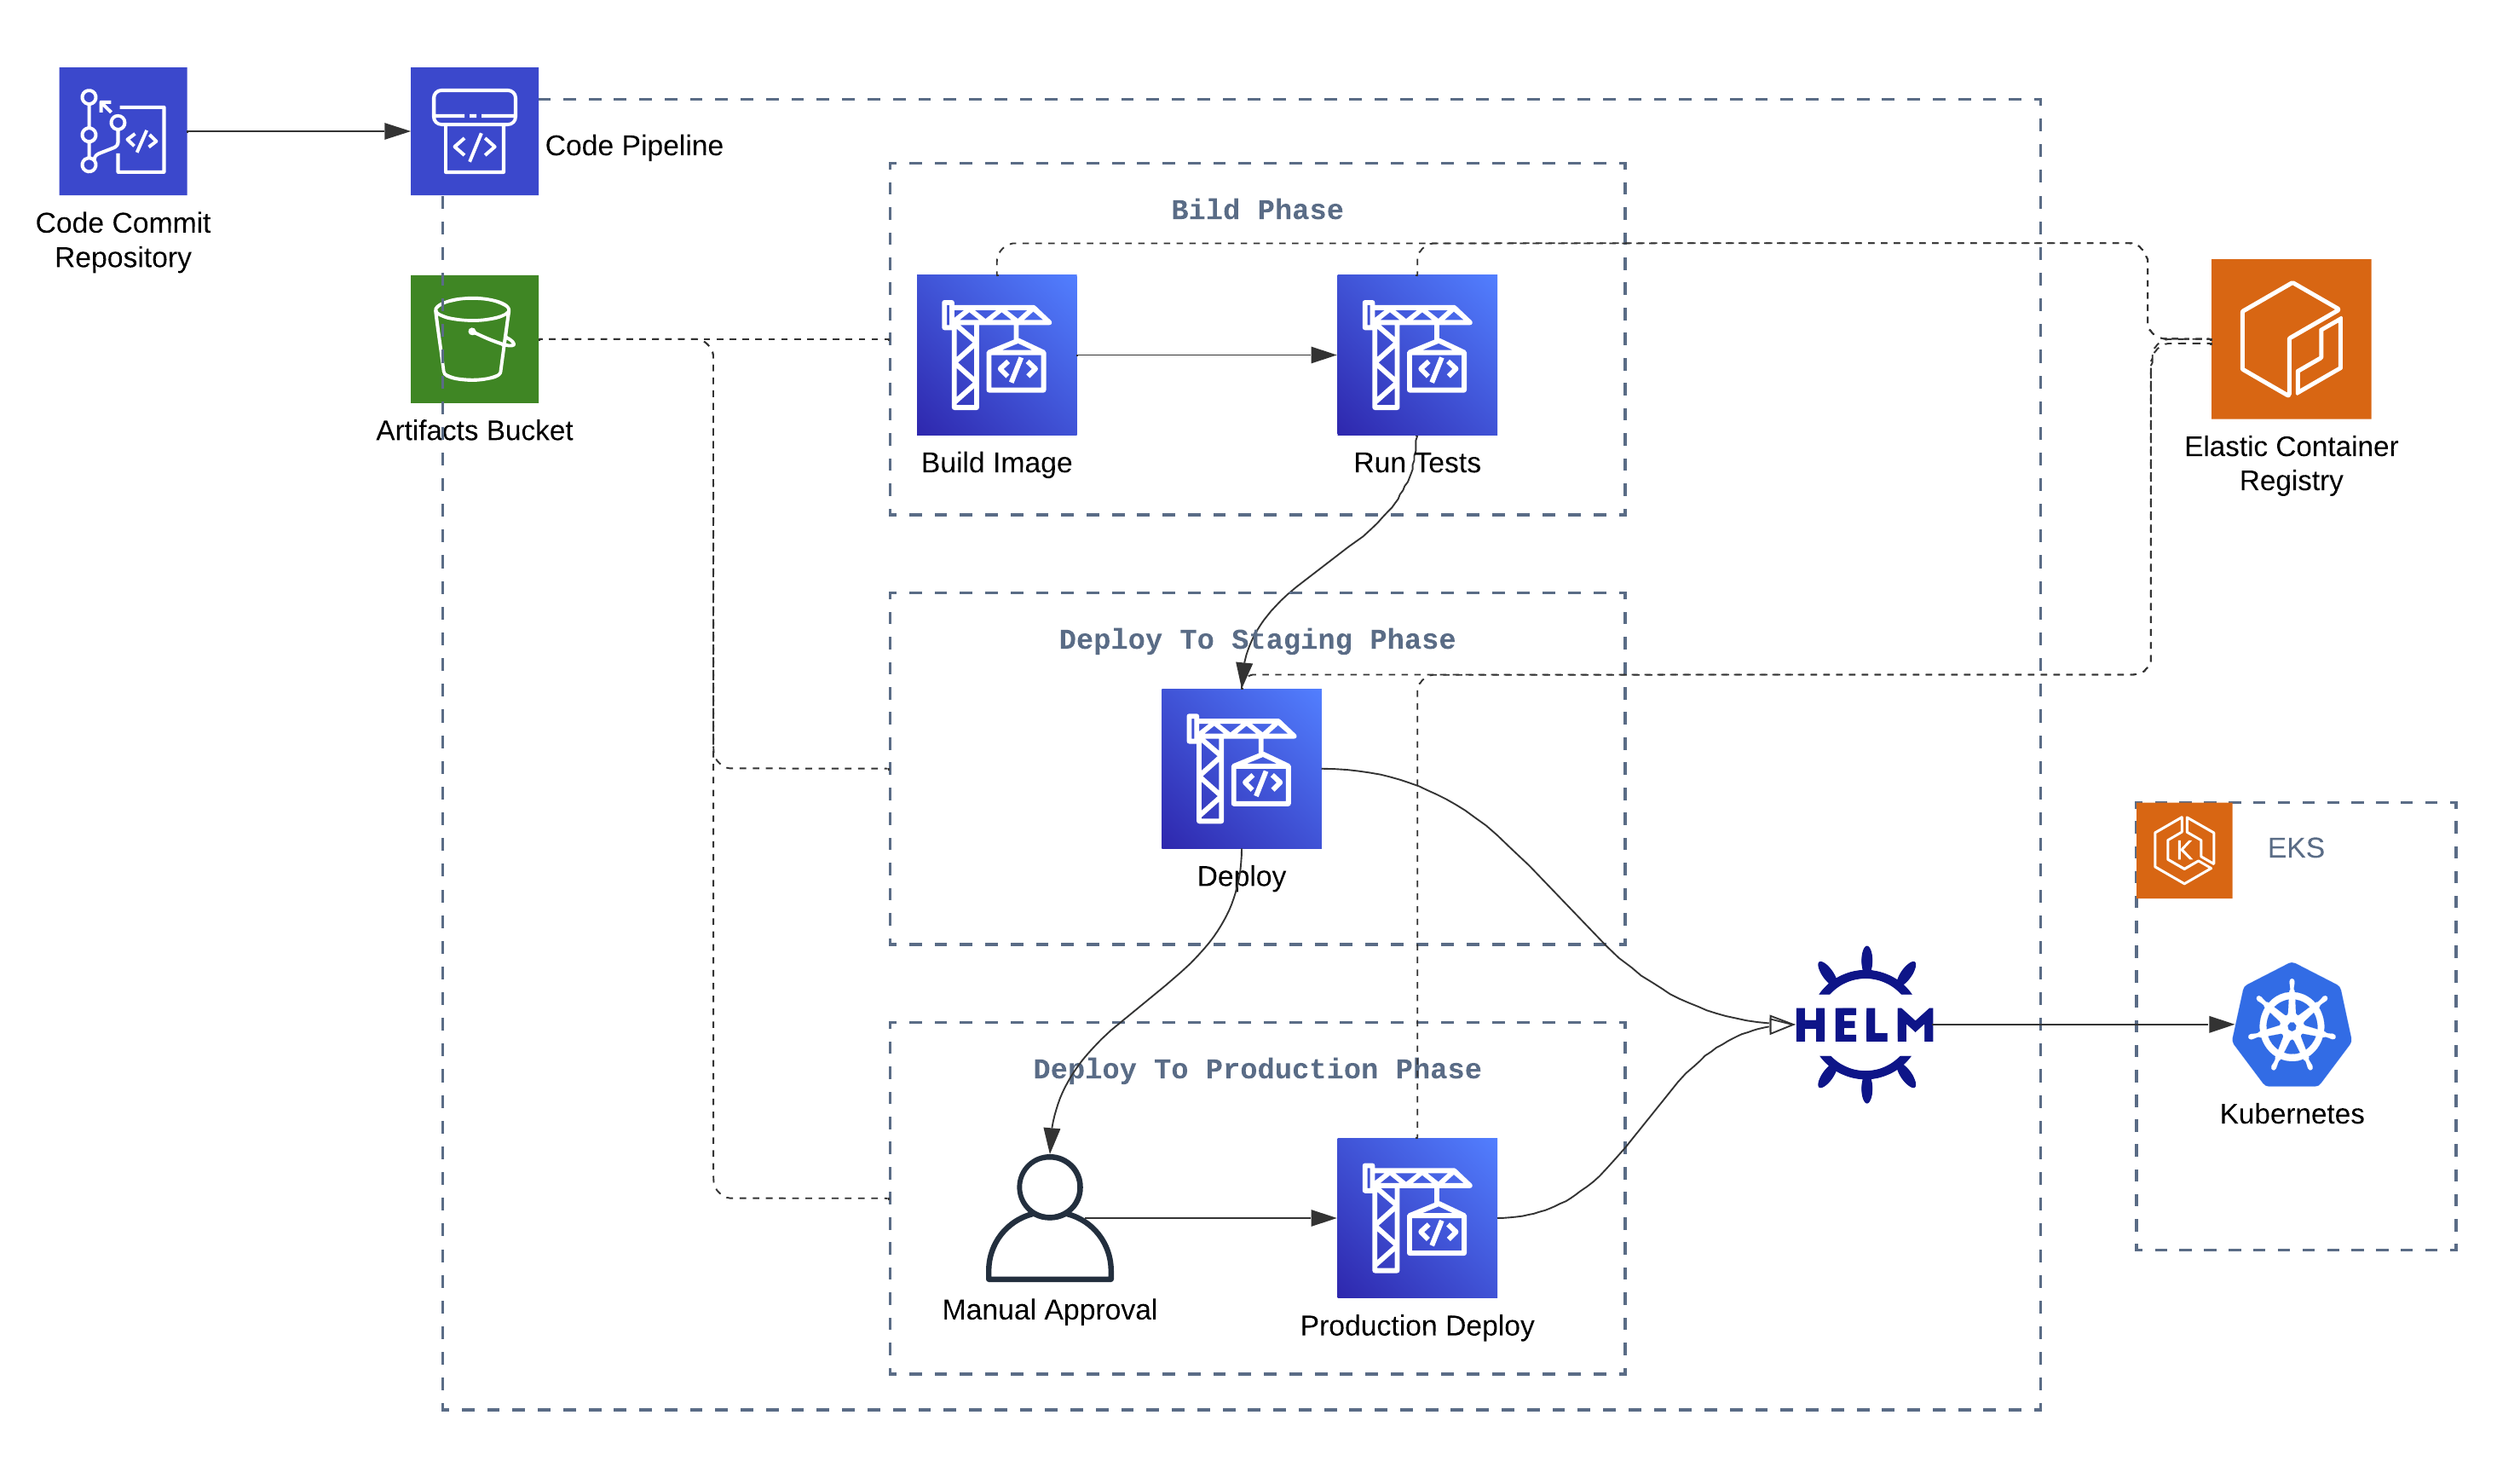 Code Commit
Repository
Code Pipeline
Artifacts Bucket
Bild Phase
Build Image
Run Tests
Elastic Container
Registry
Deploy To Staging Phase
Deploy
EKS
HELM
Kubernetes
Deploy To Production Phase
Manual Approval
Production Deploy